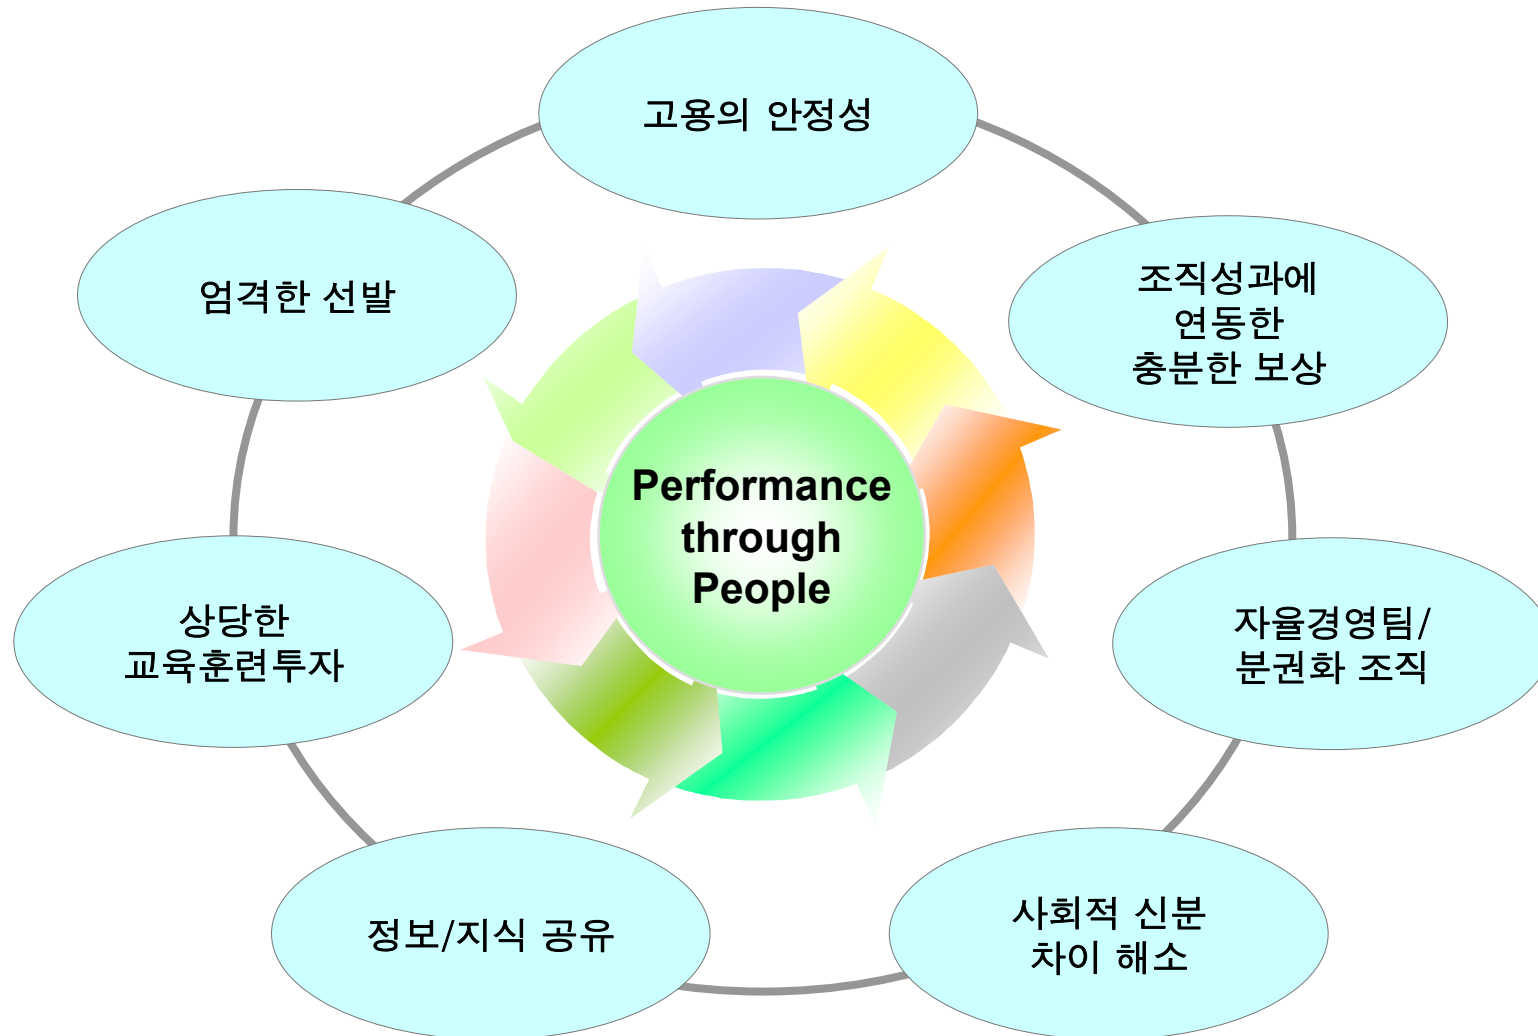 고용의 안정성
엄격한 선발
조직성과에
연동한
충분한 보상
Performance
through
People
상당한
교육훈련투자
자율경영팀/
분권화 조직
정보/지식 공유
사회적 신분
차이 해소